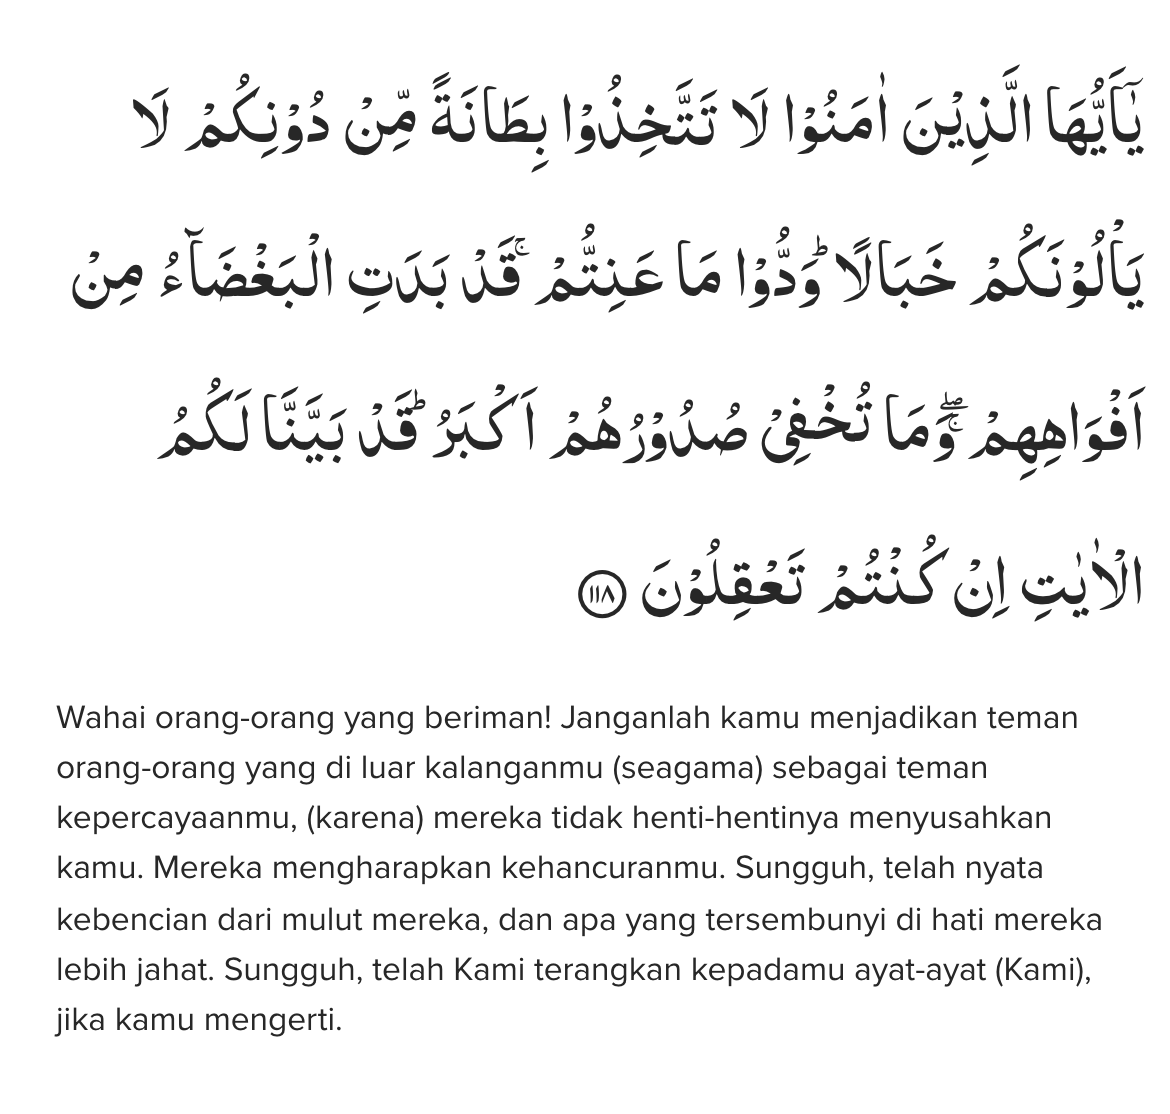 يٰٓاَيُّهَا الَّذِيْنَ اٰمَنُوْا لَا تَتَّخِذُوْا بِطَانَةً مِّنْ دُوْنِكُمْ لَا
يَأْلُوْنَكُمْ خَبَالًاۗ وَدُّوْا مَا عَنِتُّمْۚ قَدْ بَدَتِ الْبَغْضَاۤءُ مِنْ
اَفْوَاهِهِمْۖ وَمَا تُخْفِيْ صُدُوْرُهُمْ اَكْبَرُۗ قَدْ بَيَّنَّا لَكُمُ
الْاٰيٰتِ اِنْ كُنْتُمْ تَعْقِلُوْنَ ١١٨
Wahai orang-orang yang beriman! Janganlah kamu menjadikan teman
orang-orang yang di luar kalanganmu (seagama) sebagai teman
kepercayaanmu, (karena) mereka tidak henti-hentinya menyusahkan
kamu. Mereka mengharapkan kehancuranmu. Sungguh, telah nyata
kebencian dari mulut mereka, dan apa yang tersembunyi di hati mereka
lebih jahat. Sungguh, telah Kami terangkan kepadamu ayat-ayat (Kami),
jika kamu mengerti.